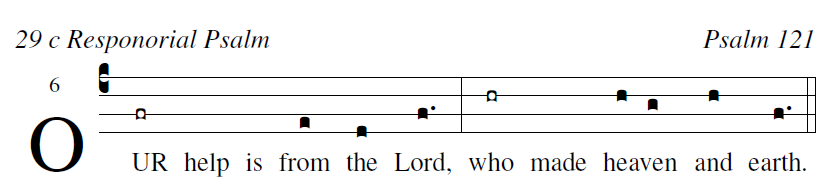 29 c Responorial Psalm Psalm 121
6
OUR help is from the Lord, who made heaven and earth.